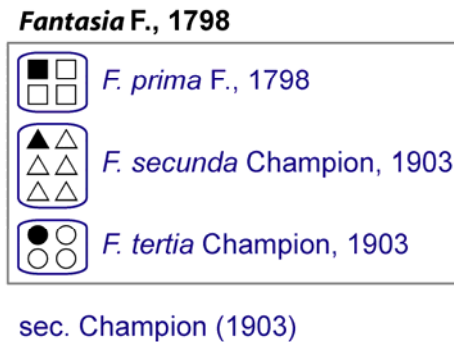 Fantasia F., 1798
F. prima F., 1798
F. secunda Champion, 1903
F. tertia Champion, 1903
sec. Champion (1903)